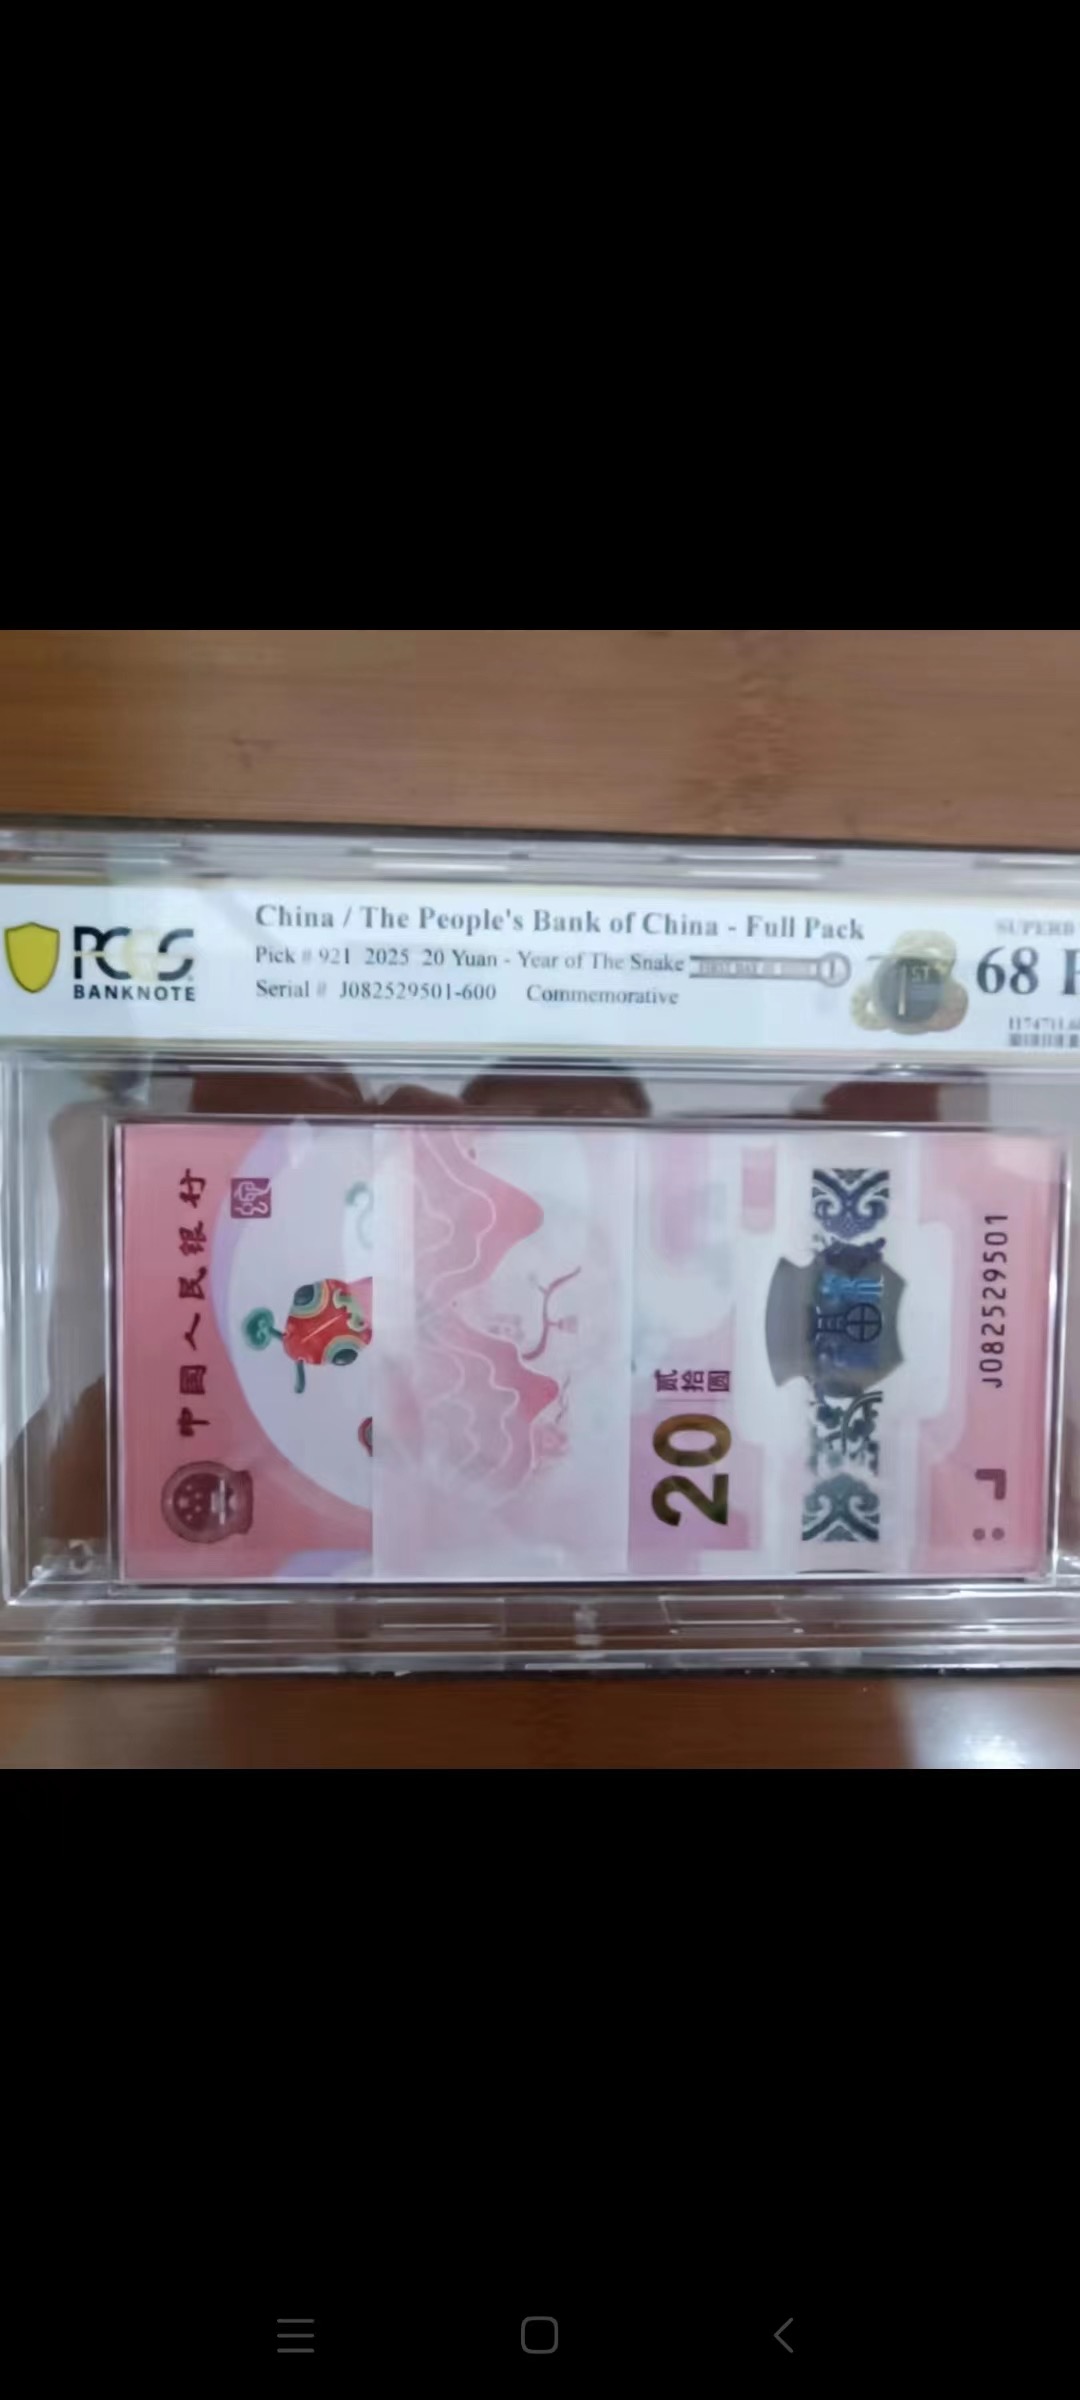 PCGS
BANKNOTE
China / The People's Bank of China - Full Pack
Pick # 921 2025 20 Yuan - Year of The Snake
Serial # J082529501-600 Commemorative
1ST
SUPERB
68
中国人民银行
贰拾圆
20
J082529501